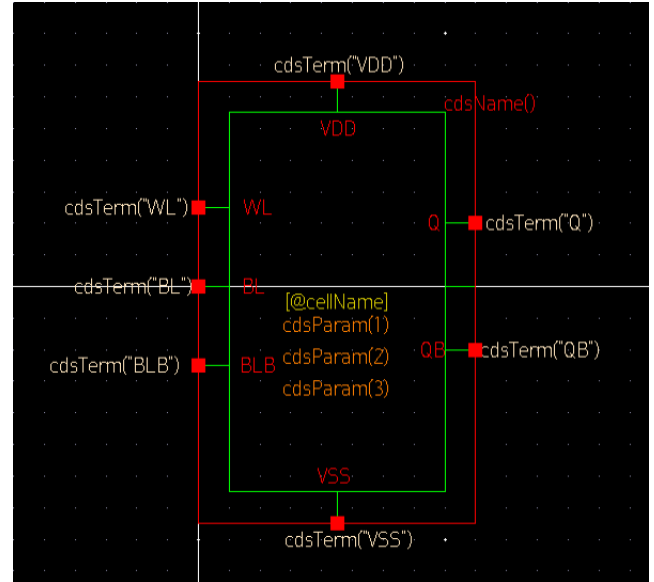 cdsTerm("VDD")
cdsName()
VDD
cdsTerm("WL")
WL
Q
cdsTerm("Q")
cdsTerm("BL")
BL
[@cellName]
cdsParam(1)
cdsTerm("BLB")
BLB
cdsParam(2)
QB
cdsTerm("QB")
cdsParam(3)
VSS
cdsTerm("VSS")